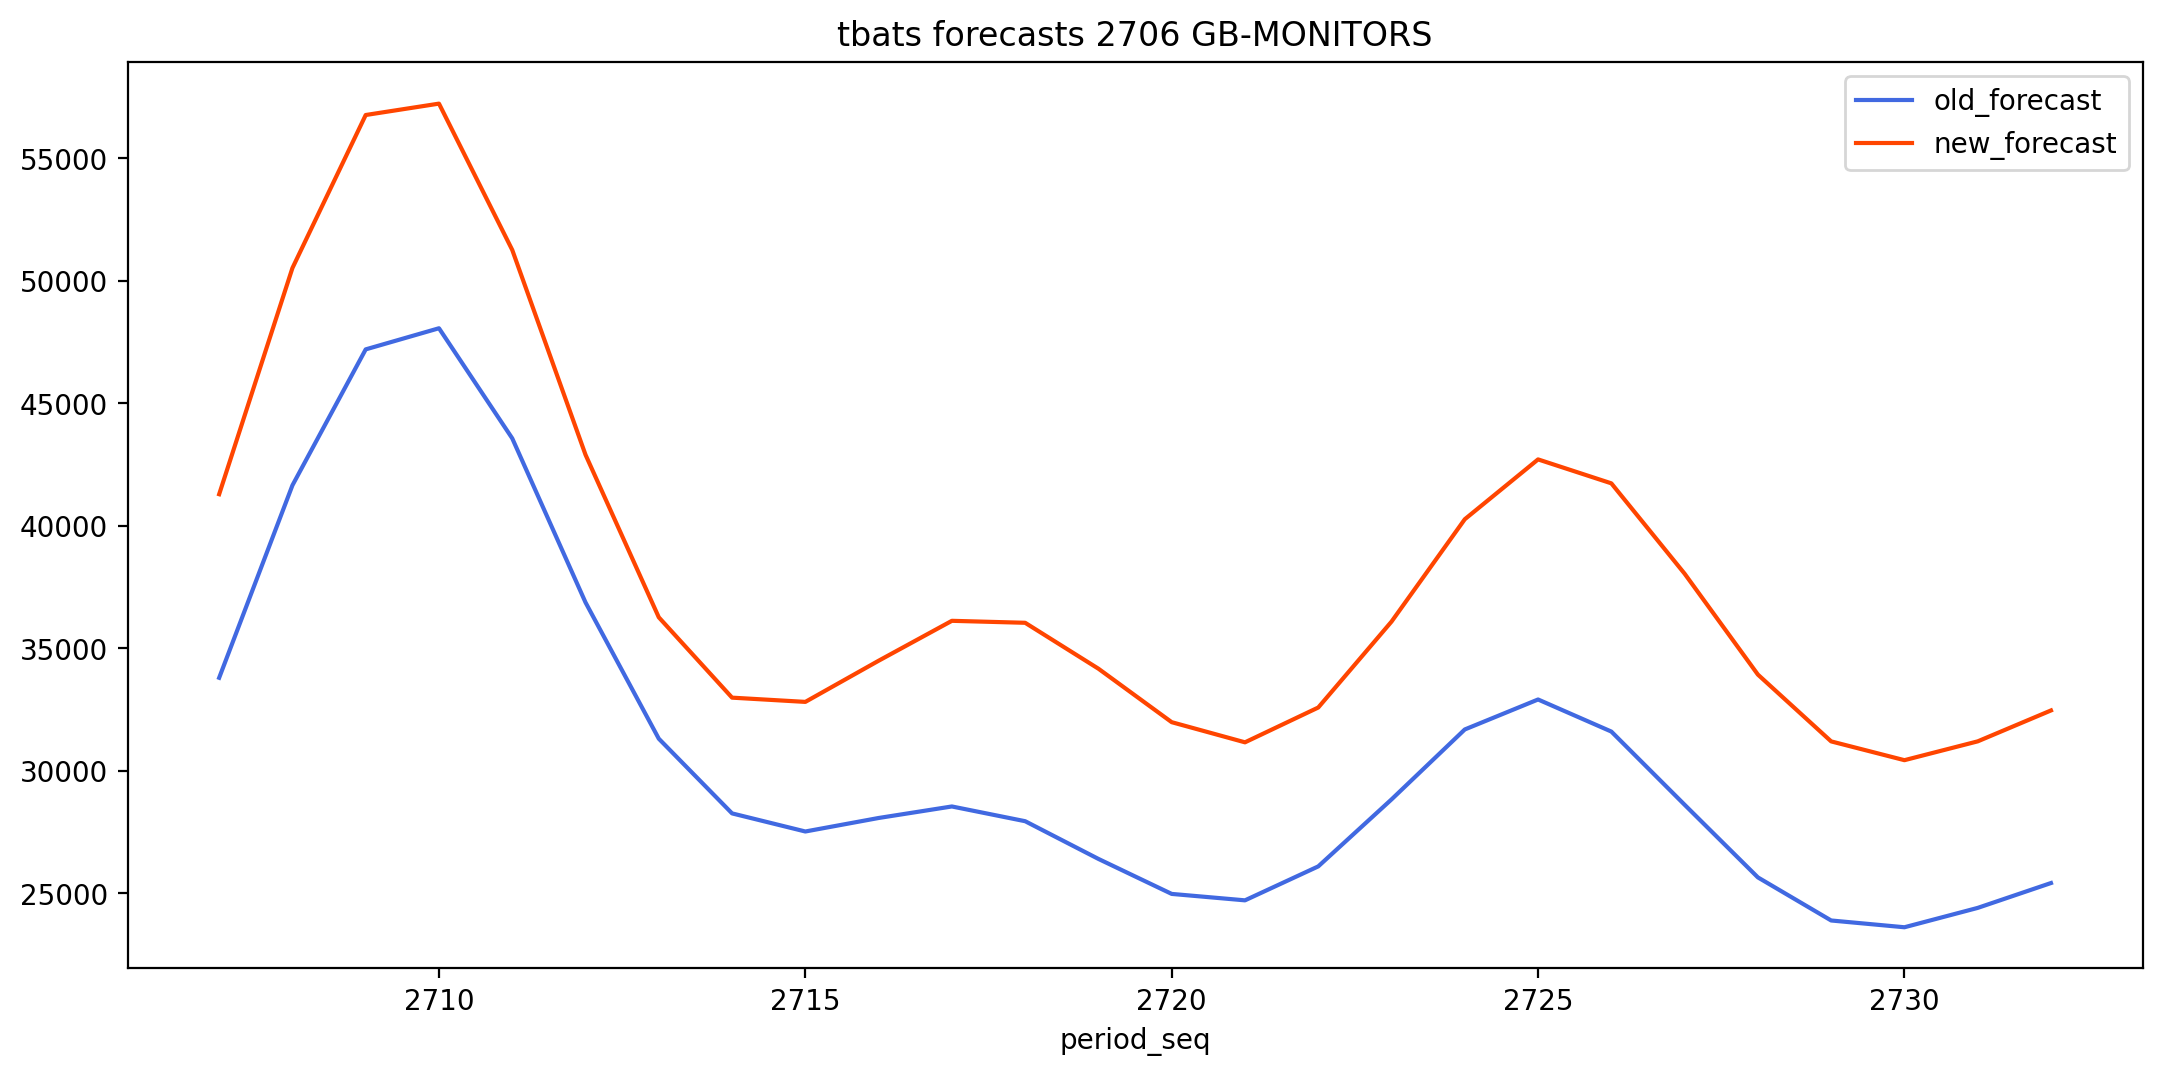 tbats forecasts 2706 GB-MONITORS
old_forecast
new_forecast
55000
50000
45000
40000
35000
30000
25000
2710 2715 2720 2725 2730
period_seq